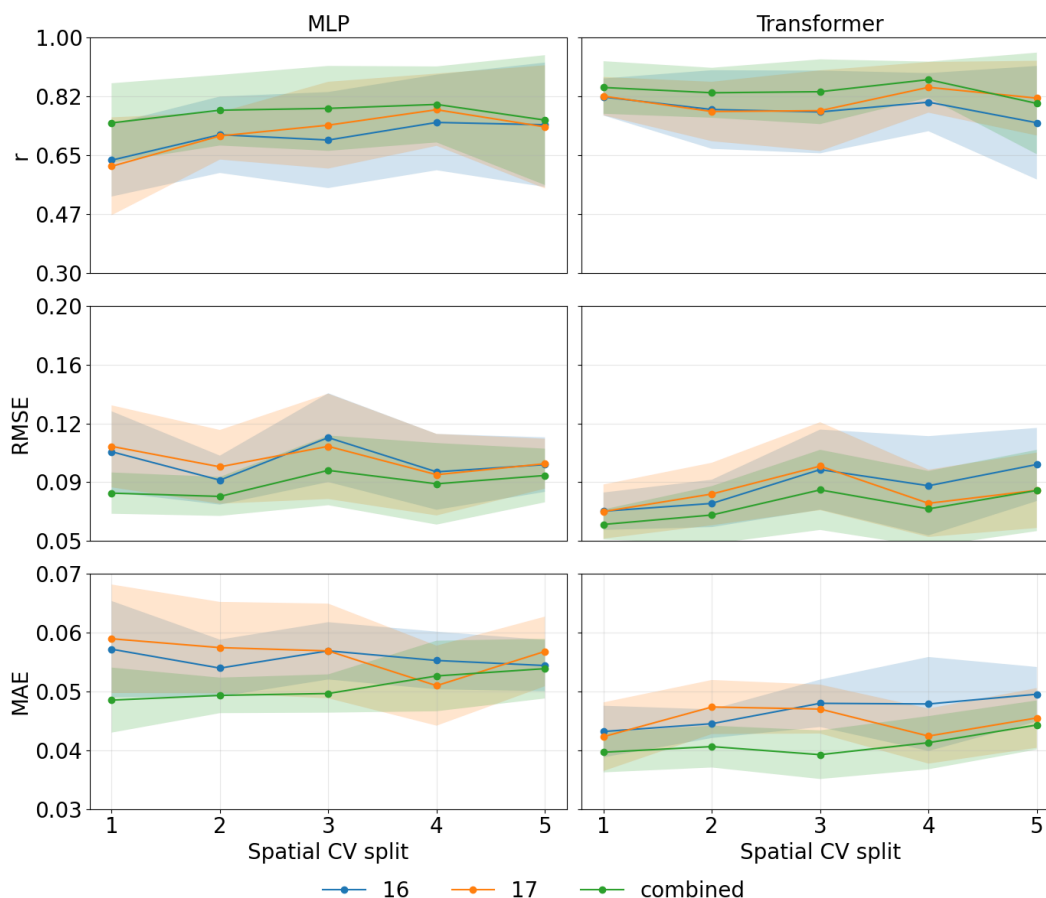 MLP Transformer
1.00
0.82
0.65
0.47
0.30
r
0.20
0.16
0.12
0.09
0.05
RMSE
0.07
0.06
0.05
0.04
0.03
MAE
1 2 3 4 5 1 2 3 4 5
Spatial CV split Spatial CV split
16 17 combined